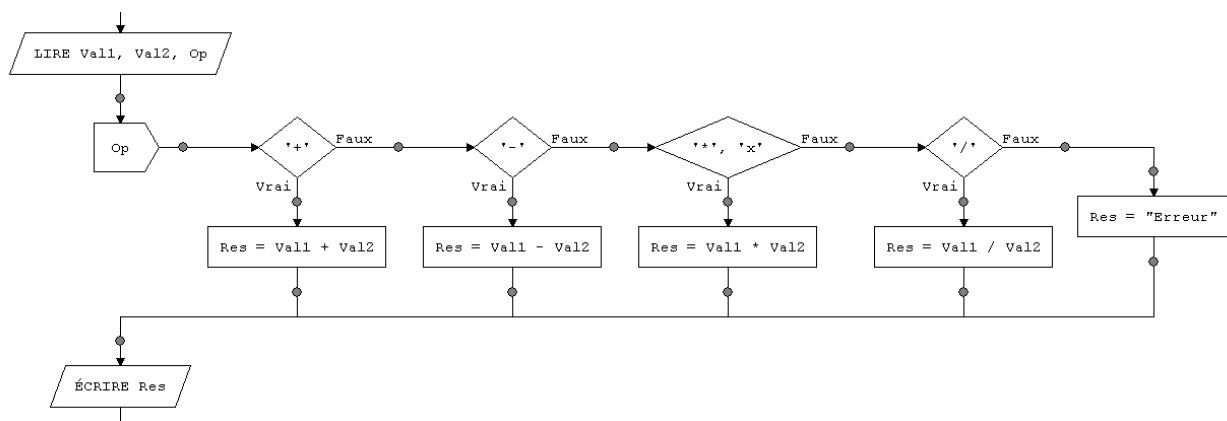 LIRE Val1, Val2, Op
Op
'+'
Faux
'-'
Faux
'*', 'x'
Faux
'/'
Faux
Vrai
Vrai
Vrai
Vrai
Res = Val1 + Val2
Res = Val1 - Val2
Res = Val1 * Val2
Res = Val1 / Val2
Res = "Erreur"
ÉCRIRE Res